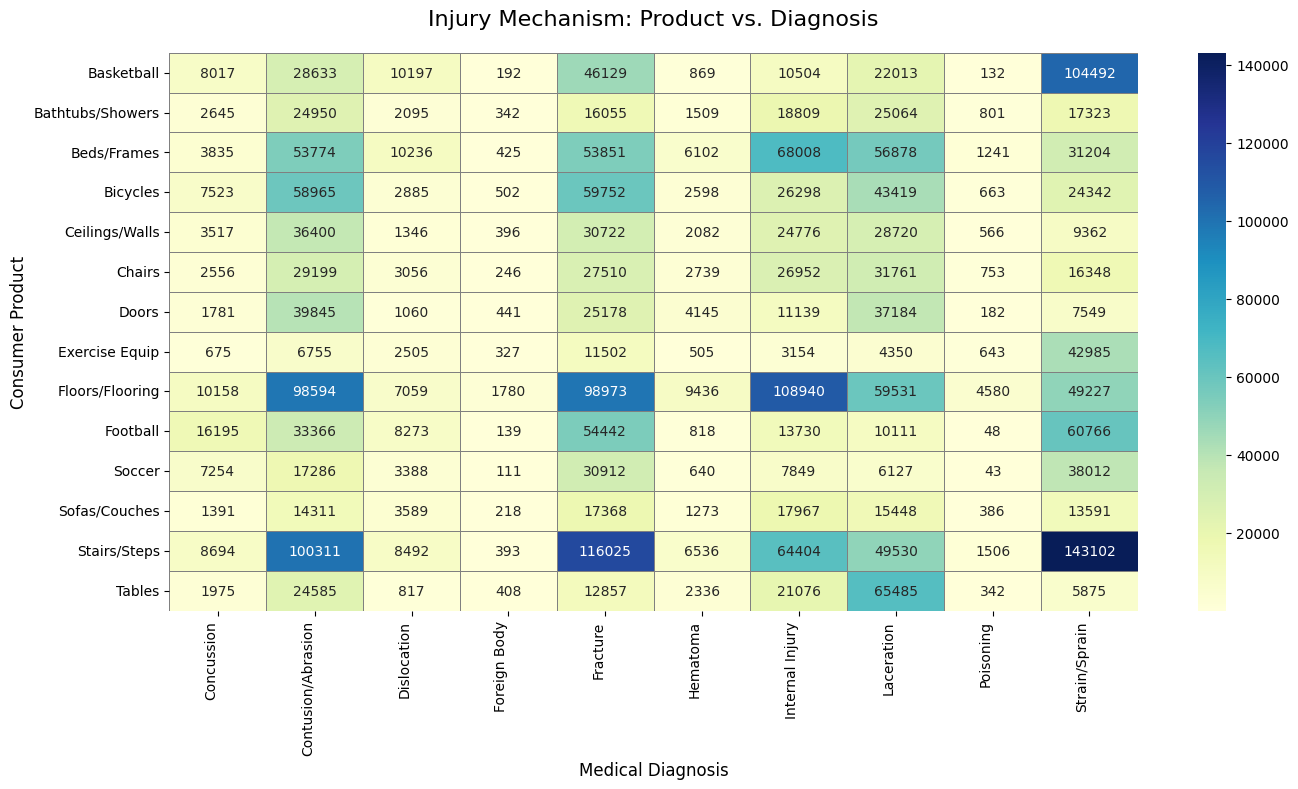 Injury Mechanism: Product vs. Diagnosis
Consumer Product
Basketball 8017 28633 10197 192 46129 869 10504 22013 132 104492
Bathtubs/Showers 2645 24950 2095 342 16055 1509 18809 25064 801 17323
Beds/Frames 3835 53774 10236 425 53851 6102 68008 56878 1241 31204
Bicycles 7523 58965 2885 502 59752 2598 26298 43419 663 24342
Ceilings/Walls 3517 36400 1346 396 30722 2082 24776 28720 566 9362
Chairs 2556 29199 3056 246 27510 2739 26952 31761 753 16348
Doors 1781 39845 1060 441 25178 4145 11139 37184 182 7549
Exercise Equip 675 6755 2505 327 11502 505 3154 4350 643 42985
Floors/Flooring 10158 98594 7059 1780 98973 9436 108940 59531 4580 49227
Football 16195 33366 8273 139 54442 818 13730 10111 48 60766
Soccer 7254 17286 3388 111 30912 640 7849 6127 43 38012
Sofas/Couches 1391 14311 3589 218 17368 1273 17967 15448 386 13591
Stairs/Steps 8694 100311 8492 393 116025 6536 64404 49530 1506 143102
Tables 1975 24585 817 408 12857 2336 21076 65485 342 5875
Concussion
Contusion/Abrasion
Dislocation
Foreign Body
Fracture
Hematoma
Internal Injury
Laceration
Poisoning
Strain/Sprain
Medical Diagnosis
140000
120000
100000
80000
60000
40000
20000